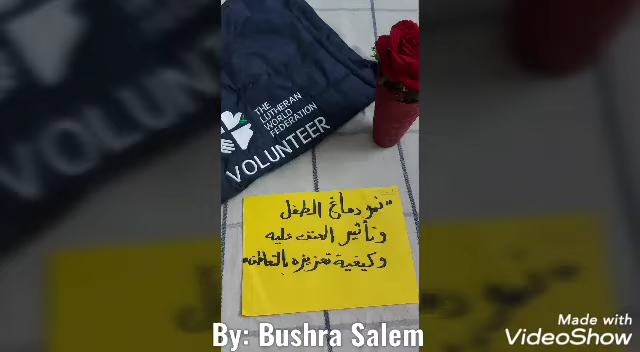 THE
LUTHERAN
WORLD
FEDERATION
VOLUNTEER
"نمو دماغ الطفل
وتأثير العنف عليه
وكيفية تعزيزه بالتعاطف"
By: Bushra Salem
Made with
VideoShow